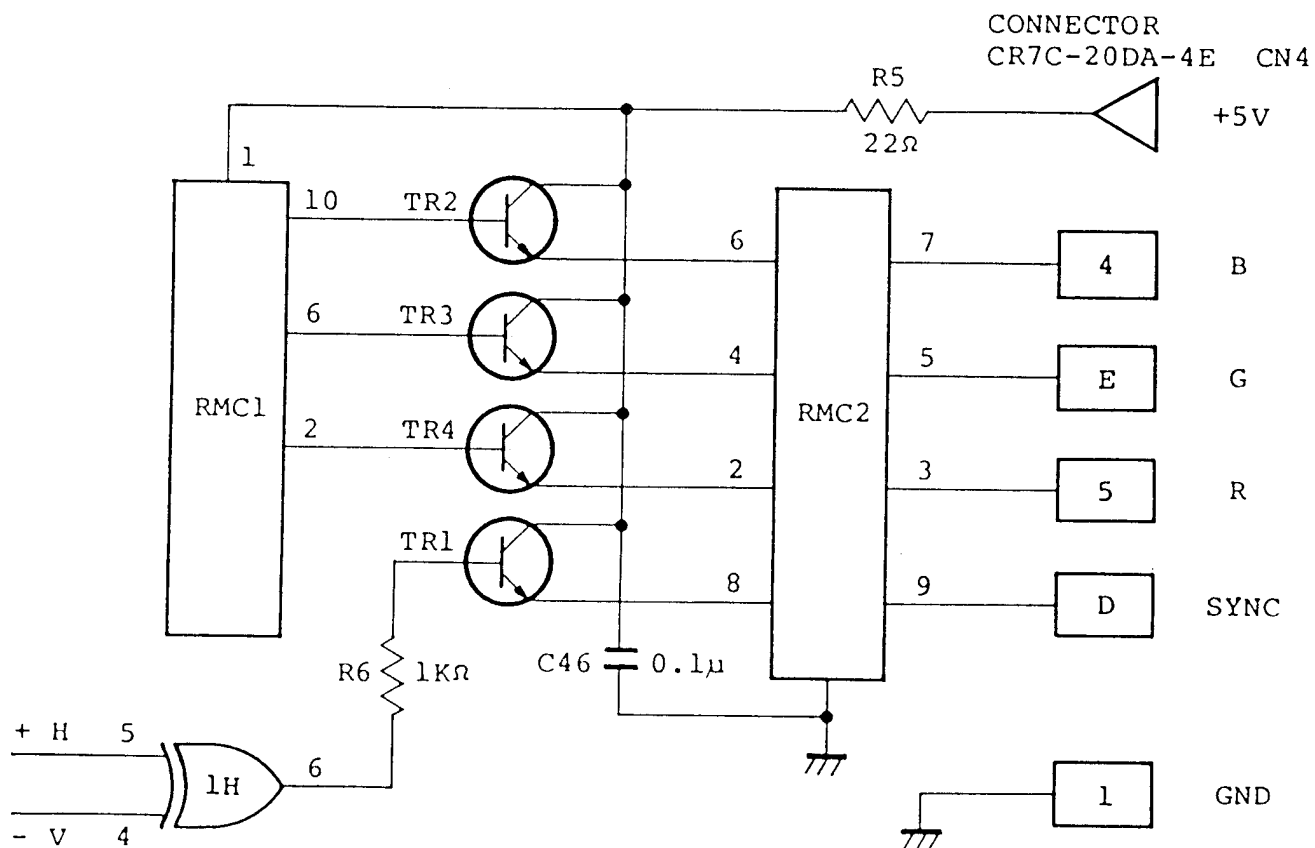 CONNECTOR
CR7C-20DA-4E CN4
R5
22Ω
+5V
1
10
TR2
6
7
4
B
6
TR3
4
5
E
G
RMC1
RMC2
2
TR4
2
3
5
R
TR1
8
9
D
SYNC
R6
1KΩ
C46
0.1μ
+ H
5
1H
6
- V
4
1
GND